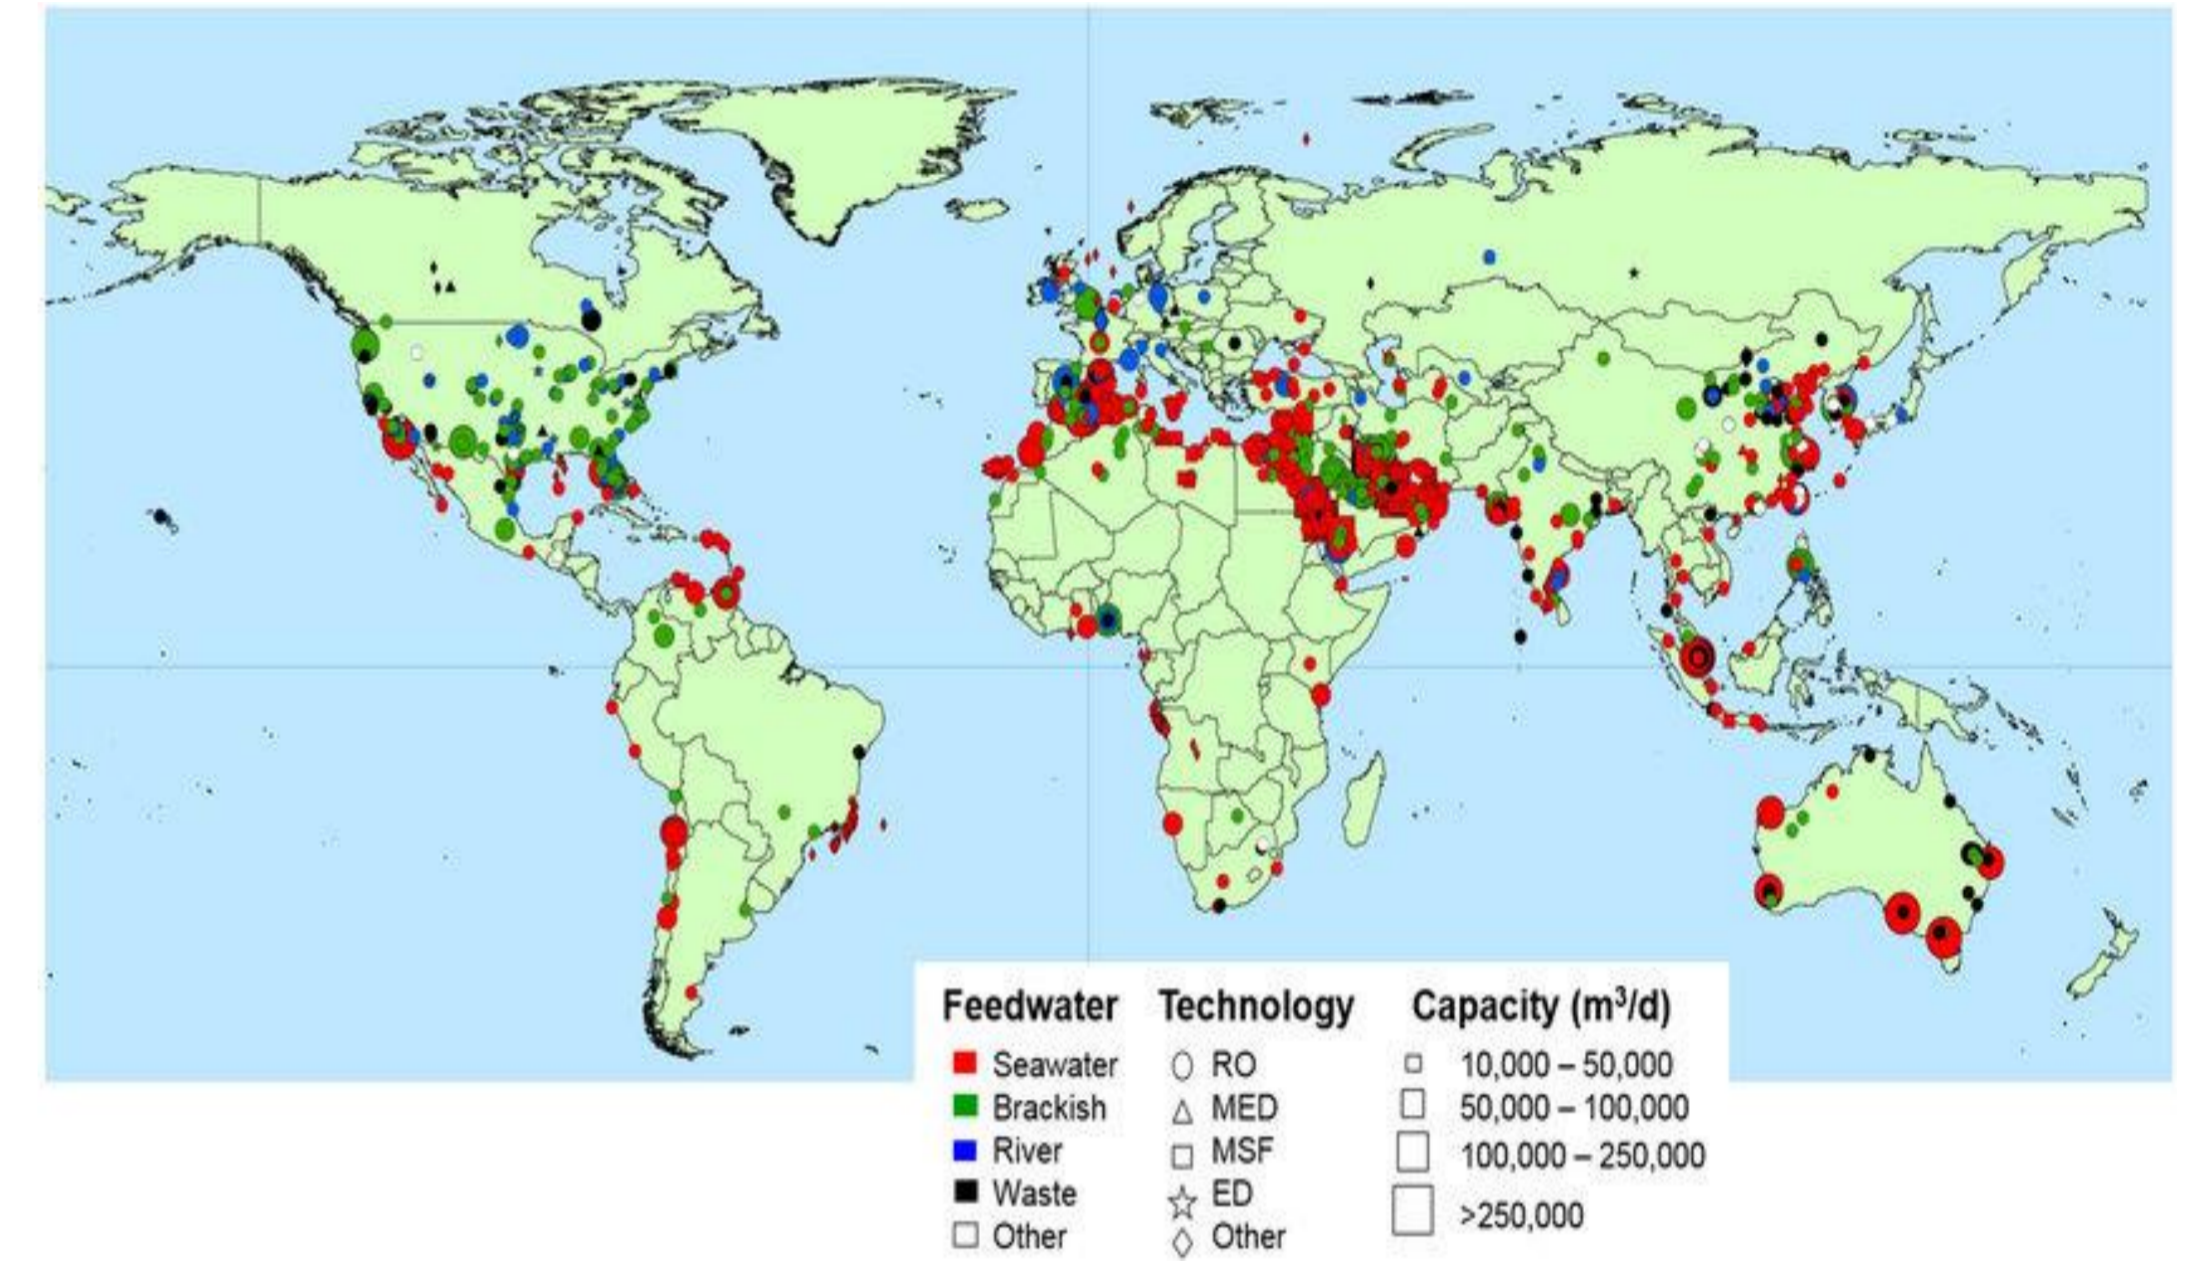 Feedwater Technology Capacity (m³/d)
Seawater RO 10,000 – 50,000
Brackish MED 50,000 – 100,000
River MSF 100,000 – 250,000
Waste ED >250,000
Other Other